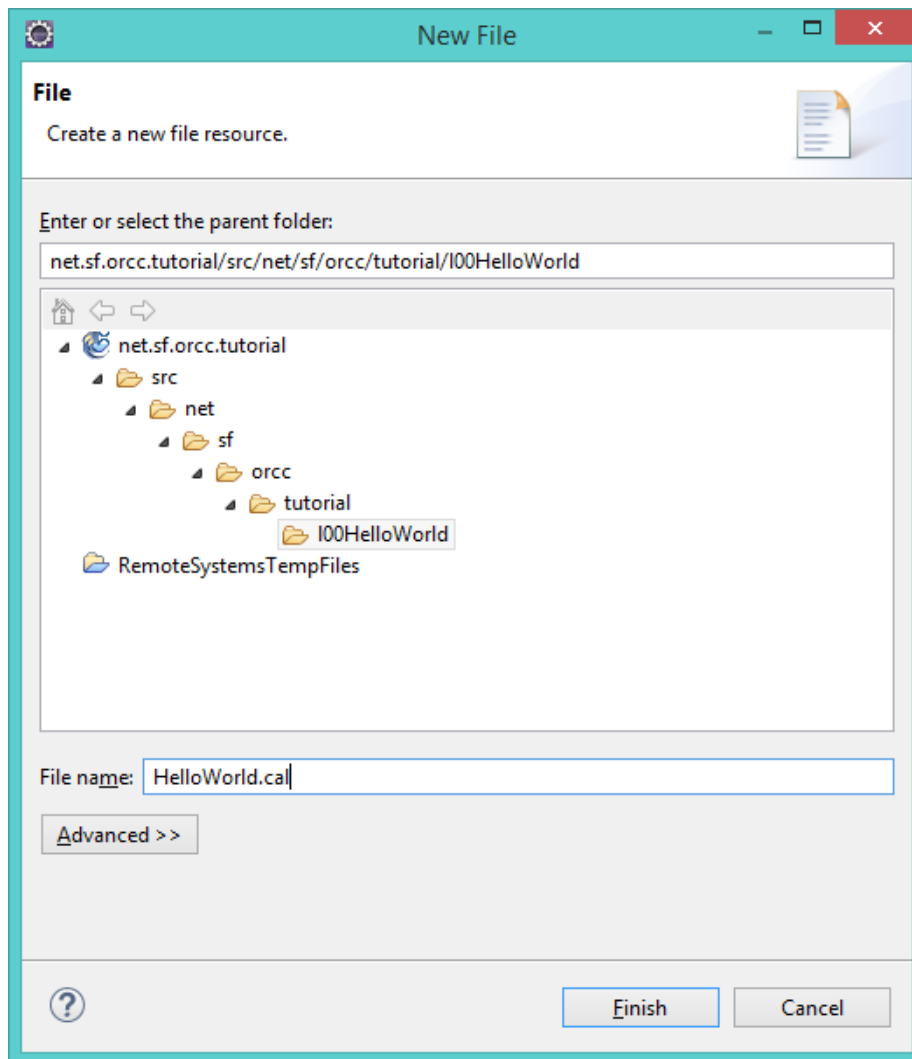 New File
File
Create a new file resource.
Enter or select the parent folder:
net.sf.orcc.tutorial/src/net/sf/orcc/tutorial/l00HelloWorld
net.sf.orcc.tutorial
src
net
sf
orcc
tutorial
l00HelloWorld
RemoteSystemsTempFiles
File name: HelloWorld.cal
Advanced >>
?
Finish Cancel